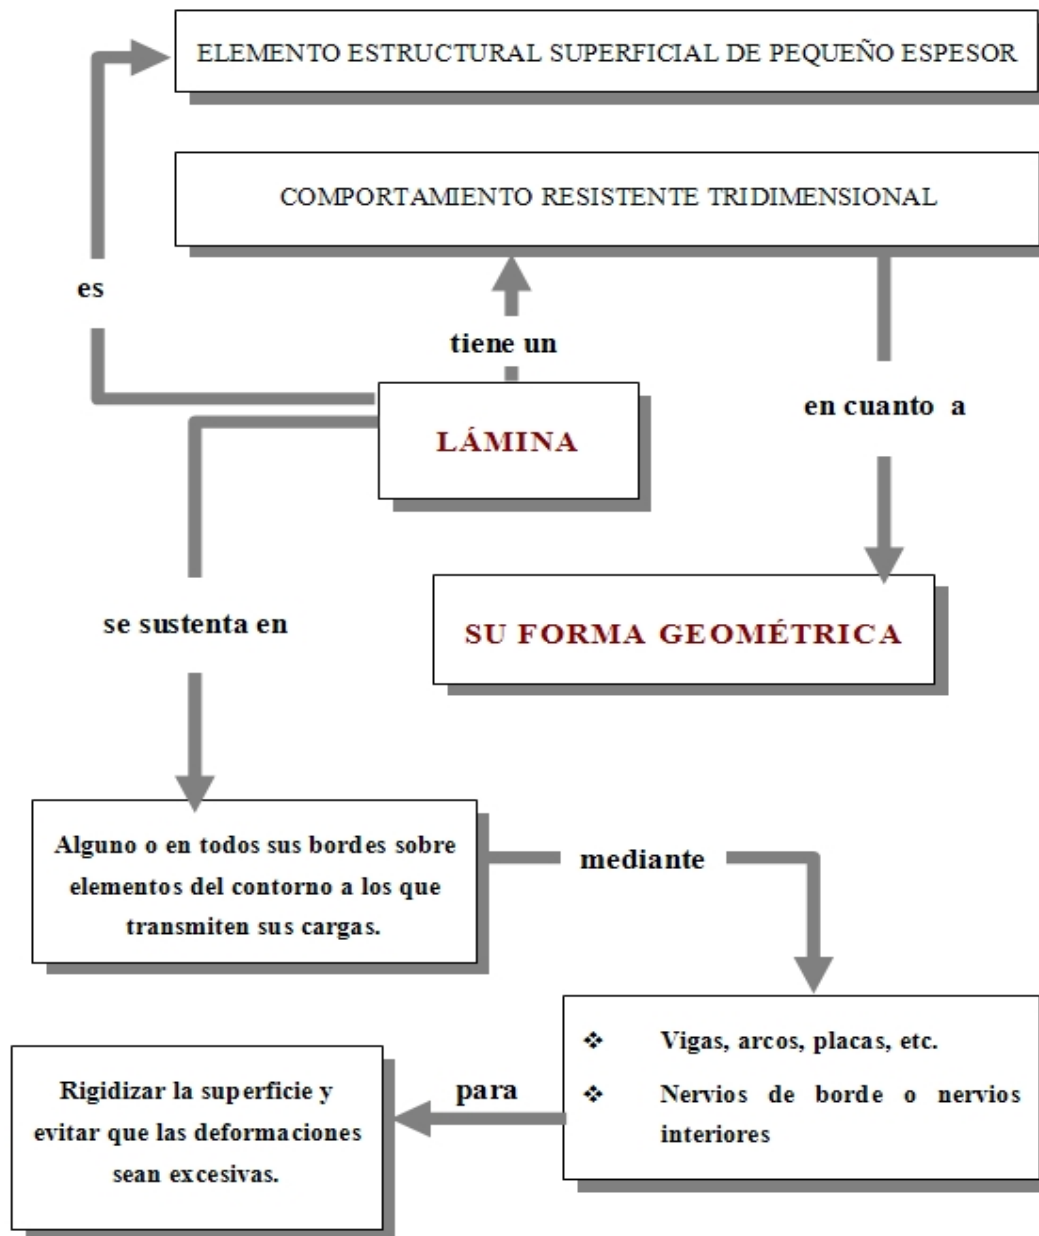 ELEMENTO ESTRUCTURAL SUPERFICIAL DE PEQUEÑO ESPESOR
COMPORTAMIENTO RESISTENTE TRIDIMENSIONAL
es
tiene un
en cuanto a
LÁMINA
SU FORMA GEOMÉTRICA
se sustenta en
Alguno o en todos sus bordes sobre
elementos del contorno a los que
transmiten sus cargas.
mediante
❖ Vigas, arcos, placas, etc.
❖ Nervios de borde o nervios
interiores
para
Rigidizar la superficie y
evitar que las deformaciones
sean excesivas.